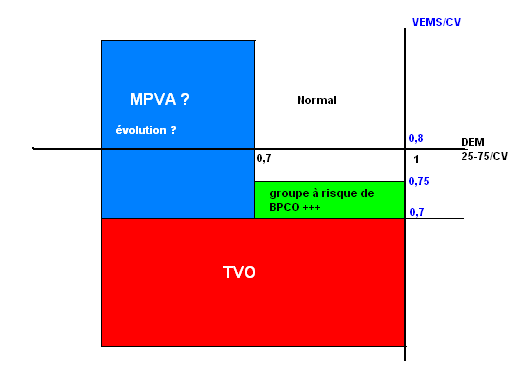 VEMS/CV
MPVA ?
Normal
évolution ?
0,8
DEM
25-75/CV
0,7
1
0,75
groupe à risque de
BPCO +++
0,7
TVO